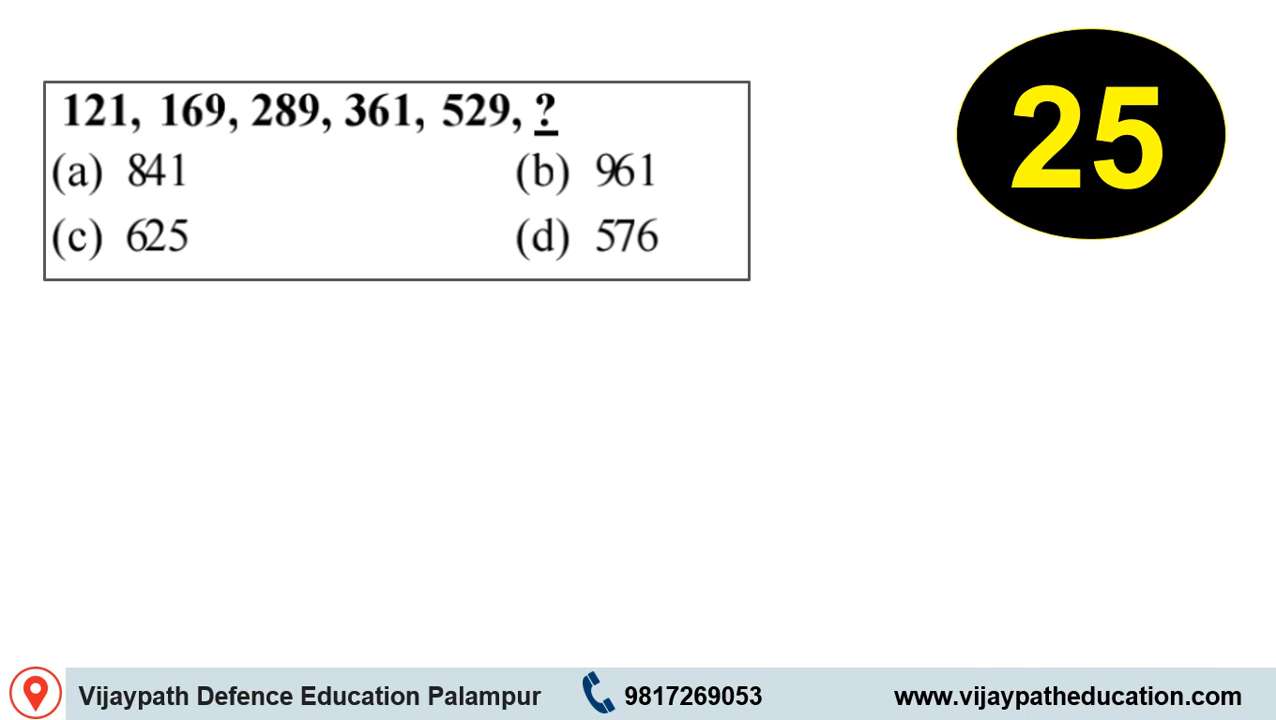 121, 169, 289, 361, 529, ?
(a) 841 (b) 961
(c) 625 (d) 576
25
Vijaypath Defence Education Palampur 9817269053 www.vijaypatheducation.com